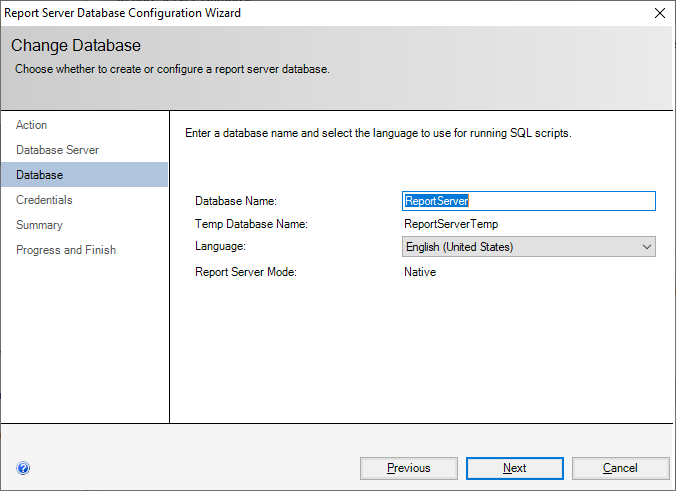 Report Server Database Configuration Wizard
Change Database
Choose whether to create or configure a report server database.
Action
Database Server
Database
Credentials
Summary
Progress and Finish
Enter a database name and select the language to use for running SQL scripts.
Database Name: ReportServer
Temp Database Name: ReportServerTemp
Language: English (United States)
Report Server Mode: Native
?
Previous Next Cancel